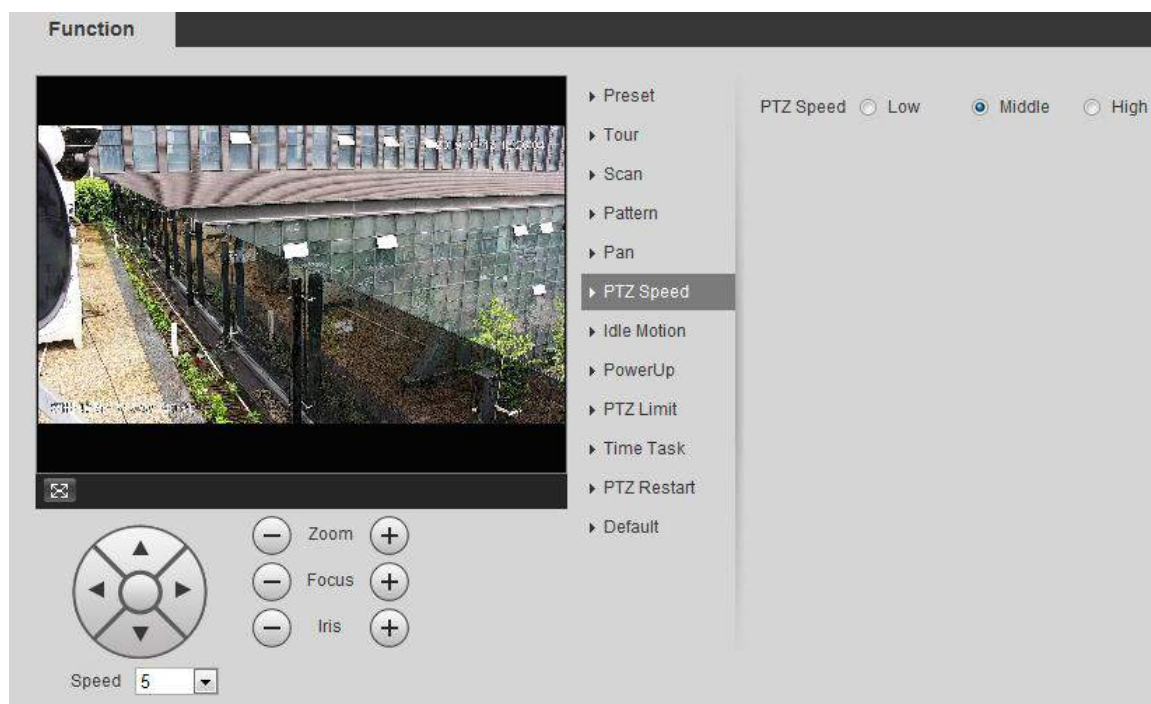 Function
Preset
Tour
Scan
Pattern
Pan
PTZ Speed
Idle Motion
PowerUp
PTZ Limit
Time Task
PTZ Restart
Default
PTZ Speed Low Middle High
Zoom
Focus
Iris
Speed 5